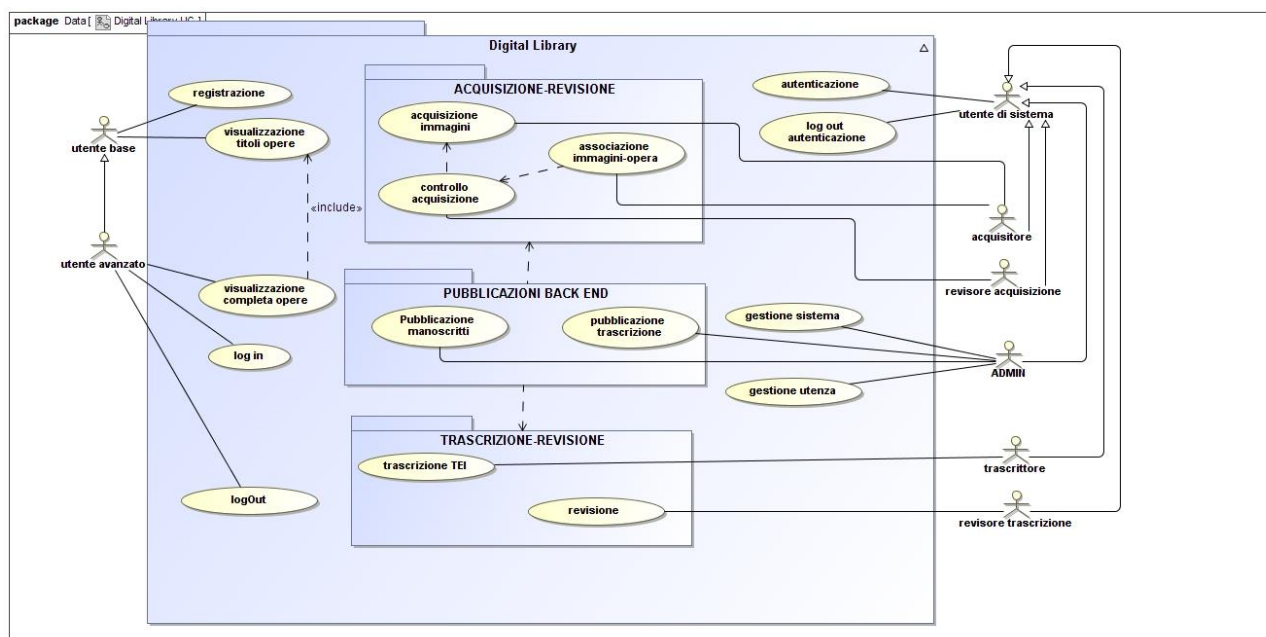 package Data [ Digital Library UC ]
Digital Library
registrazione
utente base
visualizzazione
titoli opere
«include»
utente avanzato
visualizzazione
completa opere
log in
logOut
ACQUISIZIONE-REVISIONE
acquisizione
immagini
associazione
immagini-opera
controllo
acquisizione
PUBBLICAZIONI BACK END
Pubblicazione
manoscritti
pubblicazione
trascrizione
TRASCRIZIONE-REVISIONE
trascrizione TEI
revisione
autenticazione
log out
autenticazione
utente di sistema
acquisitore
revisore acquisizione
gestione sistema
ADMIN
gestione utenza
trascrittore
revisore trascrizione